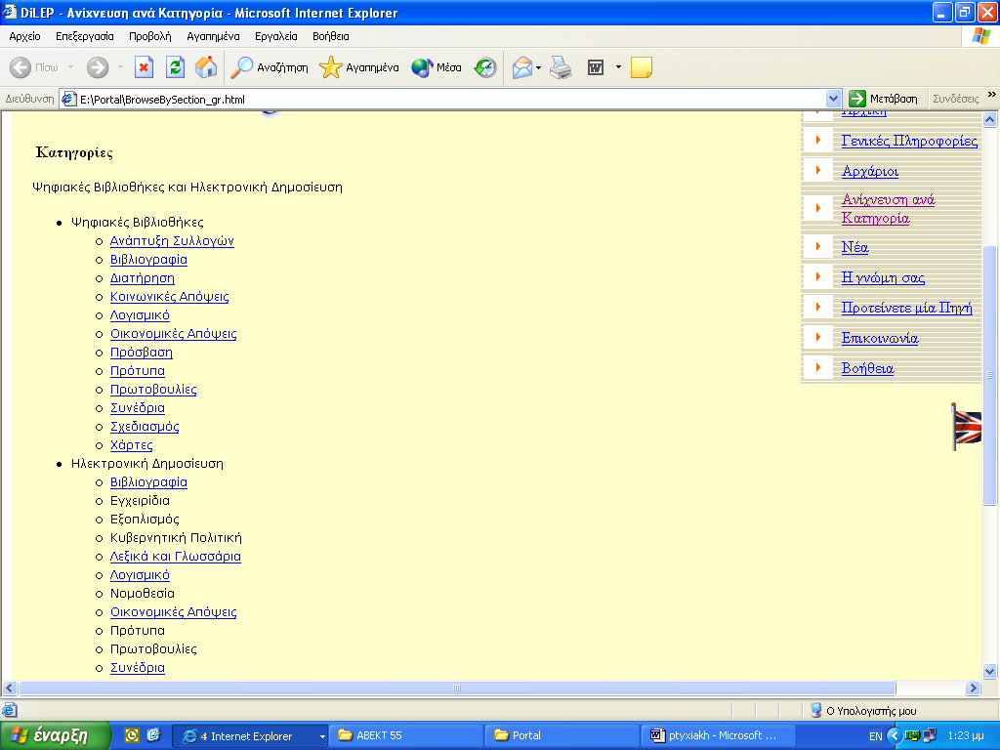 DiLEP - Ανίχνευση ανά Κατηγορία - Microsoft Internet Explorer
Αρχείο Επεξεργασία Προβολή Αγαπημένα Εργαλεία Βοήθεια
Πίσω Αναζήτηση Αγαπημένα Μέσα
Διεύθυνση E:\Portal\BrowseBySection_gr.html Μετάβαση Συνδέσεις »
Κατηγορίες
Ψηφιακές Βιβλιοθήκες και Ηλεκτρονική Δημοσίευση
Ψηφιακές Βιβλιοθήκες
Ανάπτυξη Συλλογών
Βιβλιογραφία
Διατήρηση
Κοινωνικές Απόψεις
Λογισμικό
Οικονομικές Απόψεις
Πρόσβαση
Πρότυπα
Πρωτοβουλίες
Συνέδρια
Σχεδιασμός
Χάρτες
Ηλεκτρονική Δημοσίευση
Βιβλιογραφία
Εγχειρίδια
Εξοπλισμός
Κυβερνητική Πολιτική
Λεξικά και Γλωσσάρια
Λογισμικό
Νομοθεσία
Οικονομικές Απόψεις
Πρότυπα
Πρωτοβουλίες
Συνέδρια
Αρχική
Γενικές Πληροφορίες
Αρχάριοι
Ανίχνευση ανά
Κατηγορία
Νέα
Η γνώμη σας
Προτείνετε μία Πηγή
Επικοινωνία
Βοήθεια
Ο Υπολογιστής μου
έναρξη 4 Internet Explorer ΑΒΕΚΤ 55 Portal ptyxiakh - Microsoft ... EN 1:23 μμ